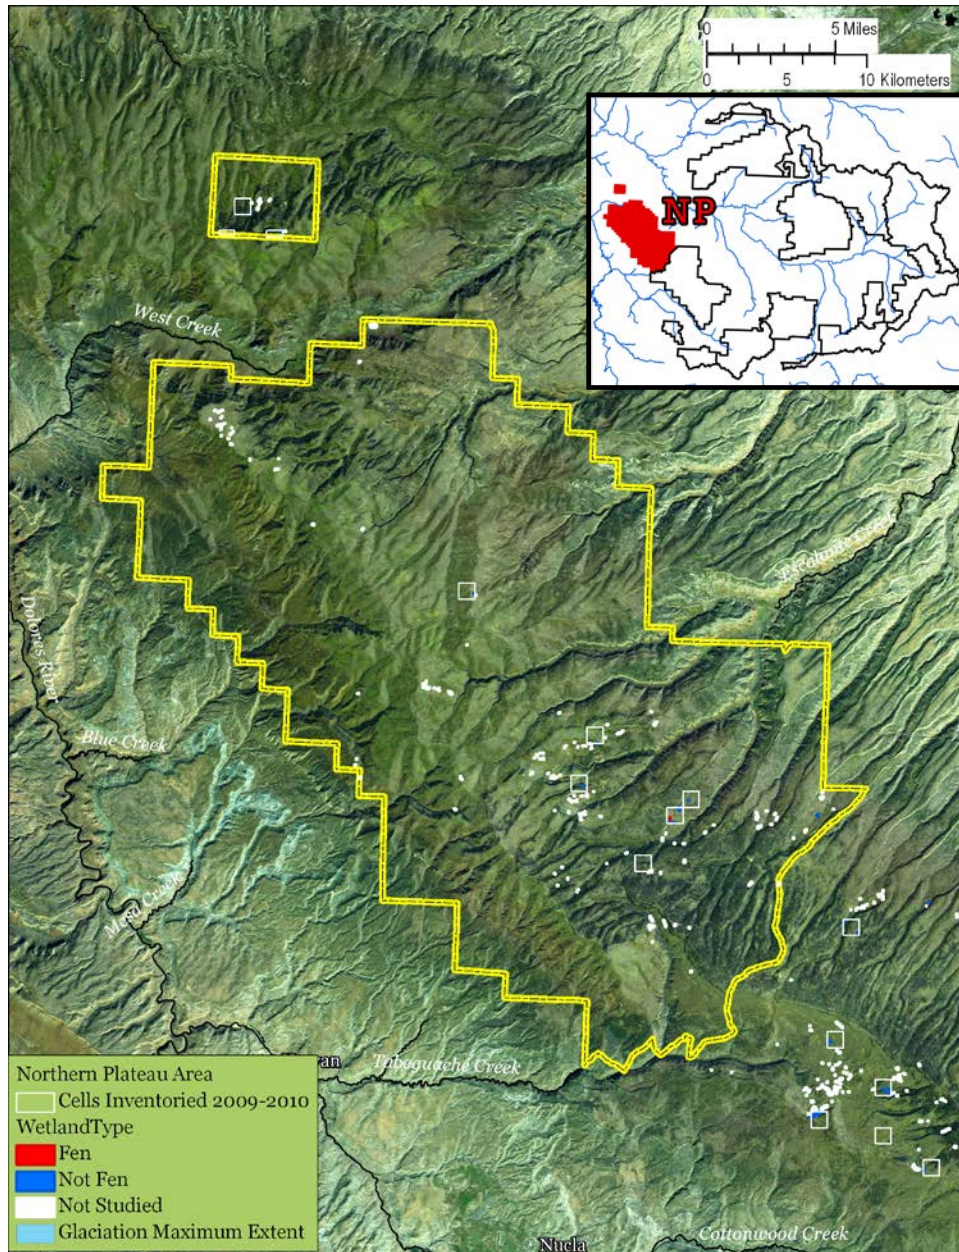 0 5 Miles
0 5 10 Kilometers
NP
West Creek
Escalante Creek
Dolores River
Blue Creek
Mesa Creek
Tabeguache Creek
Northern Plateau Area
Cells Inventoried 2009-2010
WetlandType
Fen
Not Fen
Not Studied
Glaciation Maximum Extent
Nucla
Cottonwood Creek